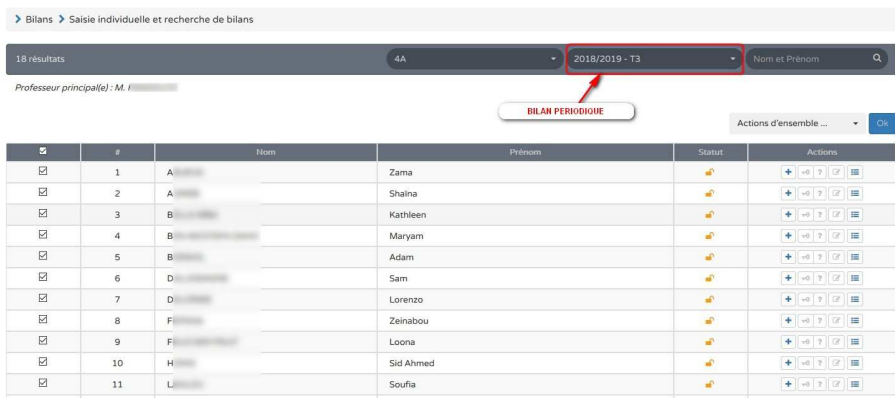 Bilans Saisie individuelle et recherche de bilans
18 résultats 4A 2018/2019 - T3 Nom et Prénom
Professeur principal(e) : M.
BILAN PERIODIQUE
Actions d'ensemble ... Ok
# Nom Prénom Statut Actions
1 A Zama
2 A Shaïna
3 B Kathleen
4 B Maryam
5 B Adam
6 D Sam
7 D Lorenzo
8 F Zeinabou
9 F Loona
10 H Sid Ahmed
11 L Soufia